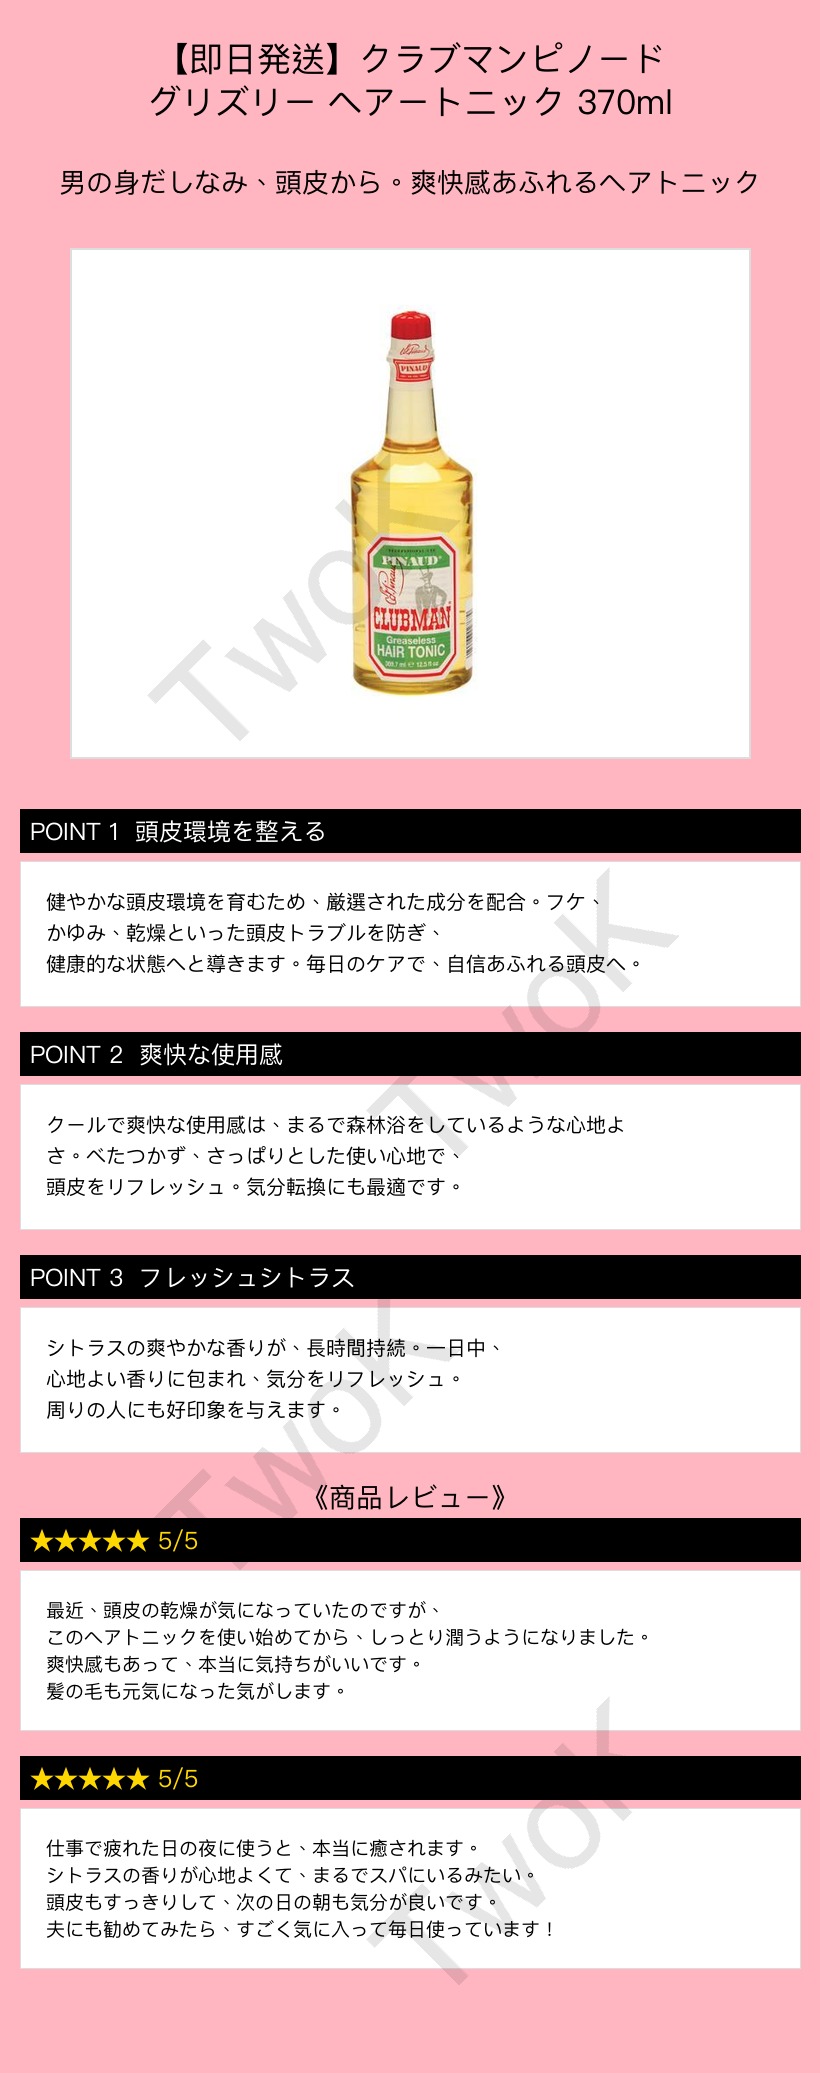 【即日発送】クラブマンピノード
グリズリー ヘアートニック 370ml
男の身だしなみ、頭皮から。爽快感あふれるヘアトニック
PINAUD
PINAUD
CLUBMAN
Greaseless
HAIR TONIC
TwoK
POINT 1 頭皮環境を整える
健やかな頭皮環境を育むため、厳選された成分を配合。フケ、
かゆみ、乾燥といった頭皮トラブルを防ぎ、
健康的な状態へと導きます。毎日のケアで、自信あふれる頭皮へ。
TwoK
POINT 2 爽快な使用感
クールで爽快な使用感は、まるで森林浴をしているような心地よ
さ。べたつかず、さっぱりとした使い心地で、
頭皮をリフレッシュ。気分転換にも最適です。
POINT 3 フレッシュシトラス
シトラスの爽やかな香りが、長時間持続。一日中、
心地よい香りに包まれ、気分をリフレッシュ。
周りの人にも好印象を与えます。
TwoK
《商品レビュー》
★★★★★ 5/5
最近、頭皮の乾燥が気になっていたのですが、
このヘアトニックを使い始めてから、しっとり潤うようになりました。
爽快感もあって、本当に気持ちがいいです。
髪の毛も元気になった気がします。
★★★★★ 5/5
仕事で疲れた日の夜に使うと、本当に癒されます。
シトラスの香りが心地よくて、まるでスパにいるみたい。
頭皮もすっきりして、次の日の朝も気分が良いです。
夫にも勧めてみたら、すごく気に入って毎日使っています！
TwoK